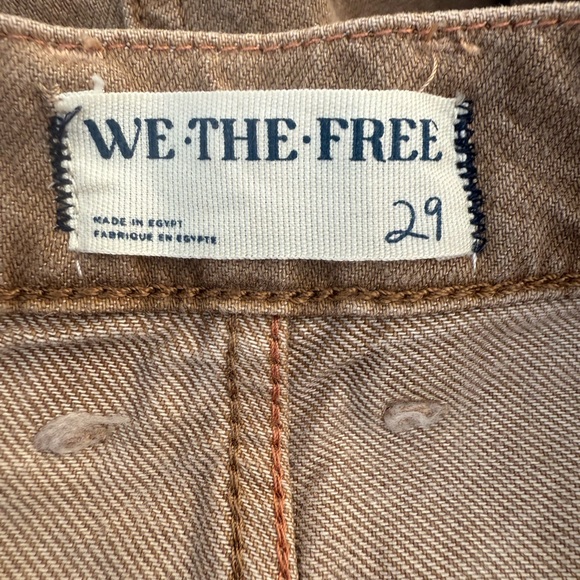 WE·THE·FREE
MADE IN EGYPT
FABRIQUE EN EGYPTE
29